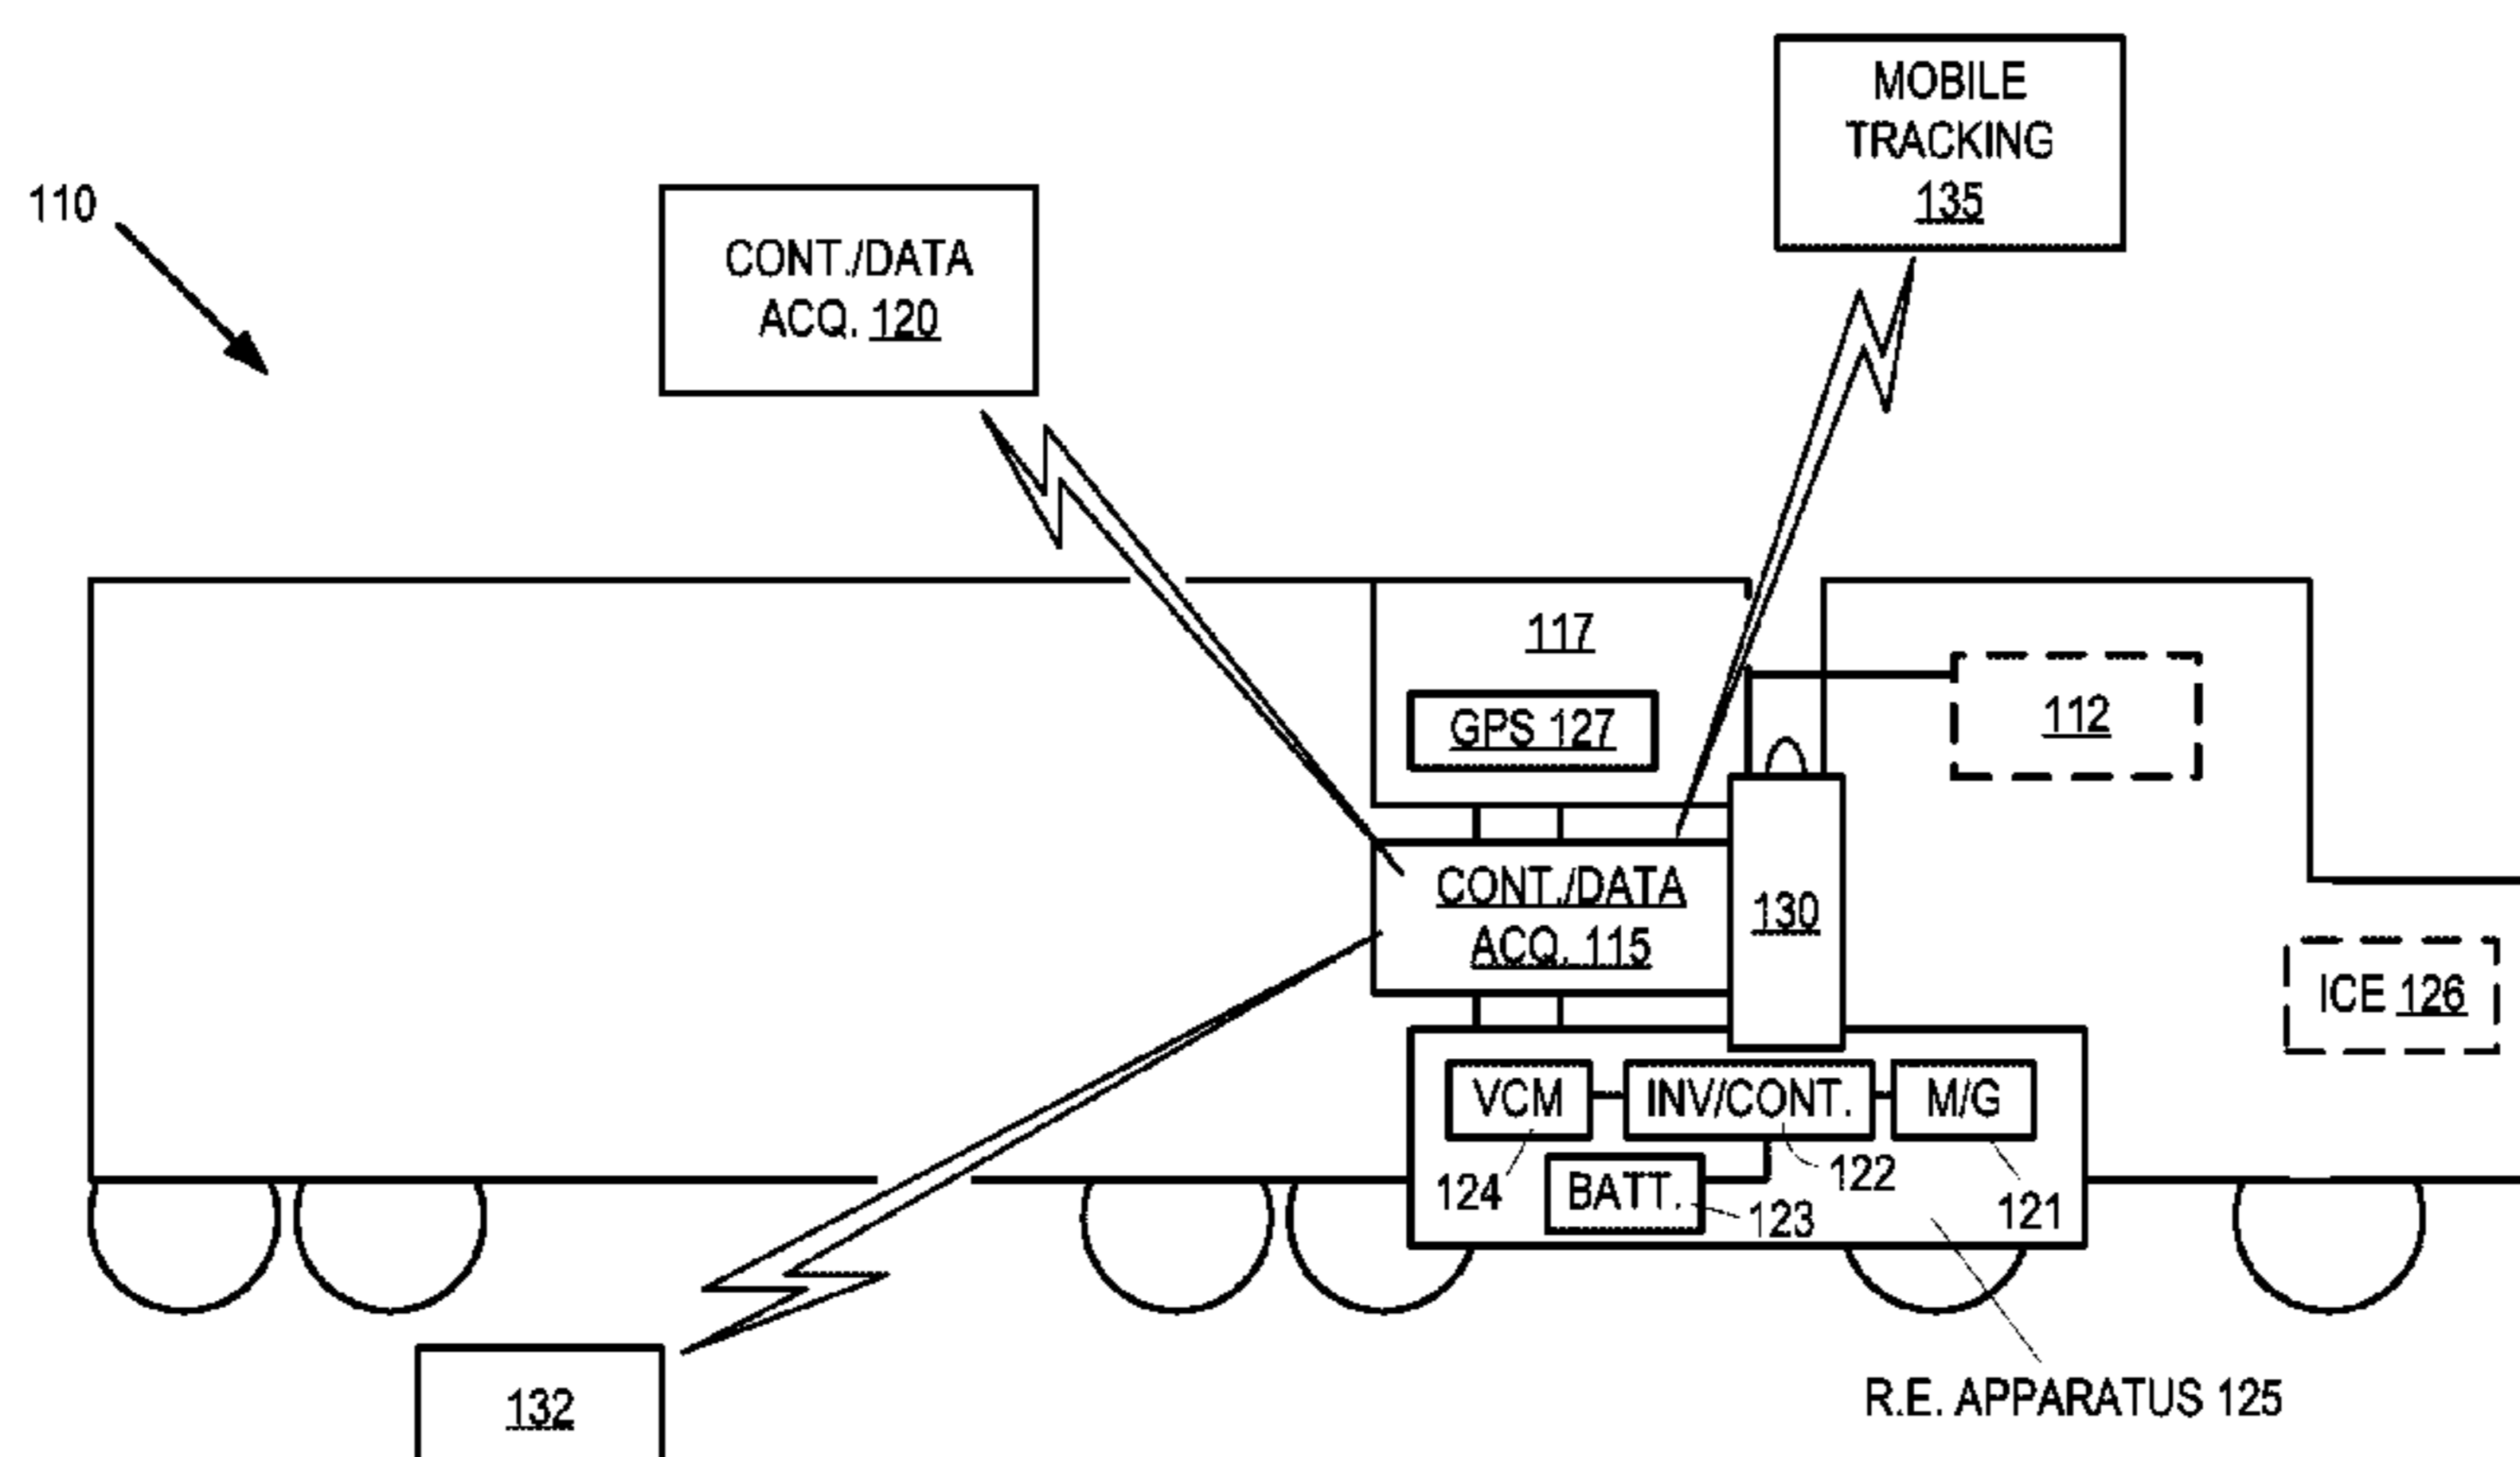 MOBILE
TRACKING
135
110
CONT./DATA
ACQ. 120
117
GPS 127
112
CONT./DATA
ACQ. 115
130
ICE 126
VCM
INV/CONT.
M/G
124
BATT.
122
123
121
132
R.E. APPARATUS 125